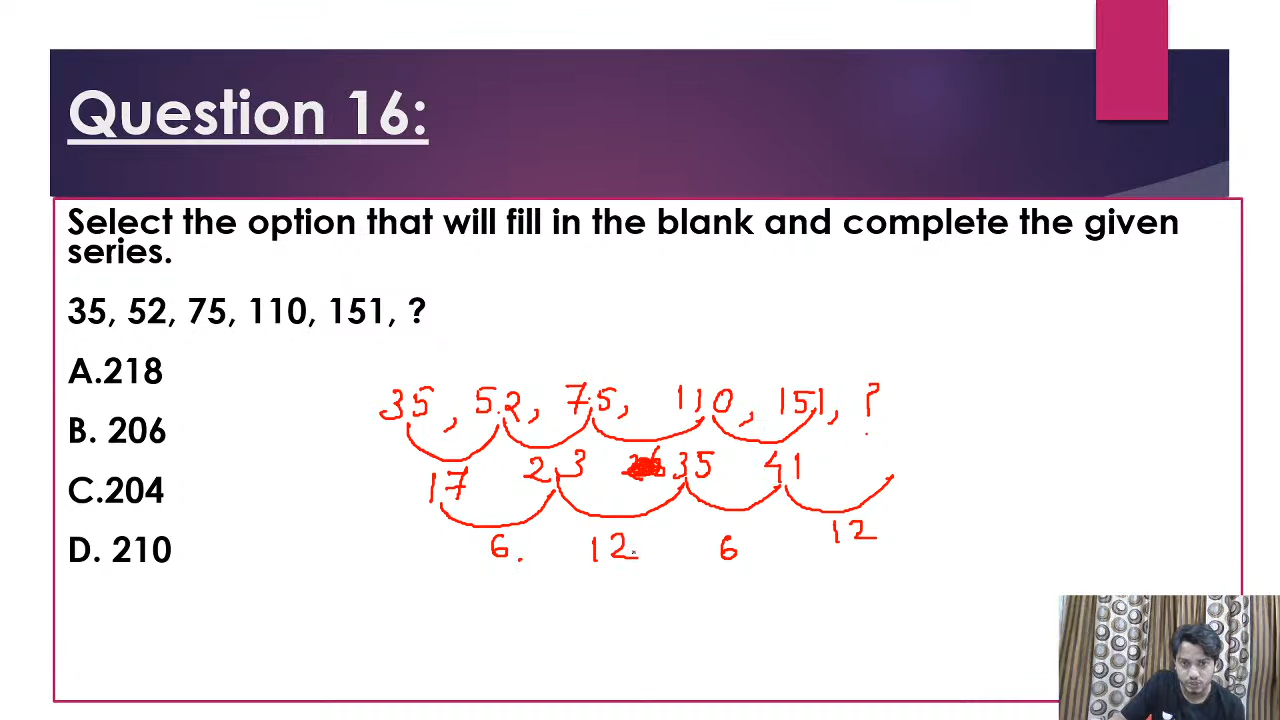 Question 16:
Select the option that will fill in the blank and complete the given
series.
35, 52, 75, 110, 151, ?
A.218
B. 206
C.204
D. 210
35, 52, 75, 110, 151, ?
17 23 35 41
6. 12 6 12